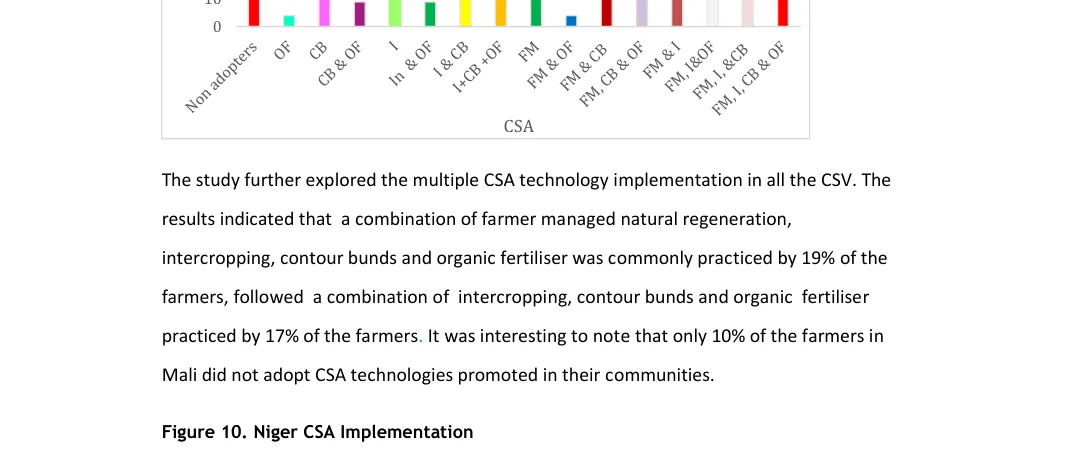 10
0
Non adopters
OF
CB
CB & OF
I
In & OF
I & CB
I+CB +OF
FM
FM & OF
FM & CB
FM, CB & OF
FM & I
FM, I&OF
FM, I, &CB
FM, I, CB & OF
CSA
The study further explored the multiple CSA technology implementation in all the CSV. The
results indicated that a combination of farmer managed natural regeneration,
intercropping, contour bunds and organic fertiliser was commonly practiced by 19% of the
farmers, followed a combination of intercropping, contour bunds and organic fertiliser
practiced by 17% of the farmers. It was interesting to note that only 10% of the farmers in
Mali did not adopt CSA technologies promoted in their communities.
Figure 10. Niger CSA Implementation